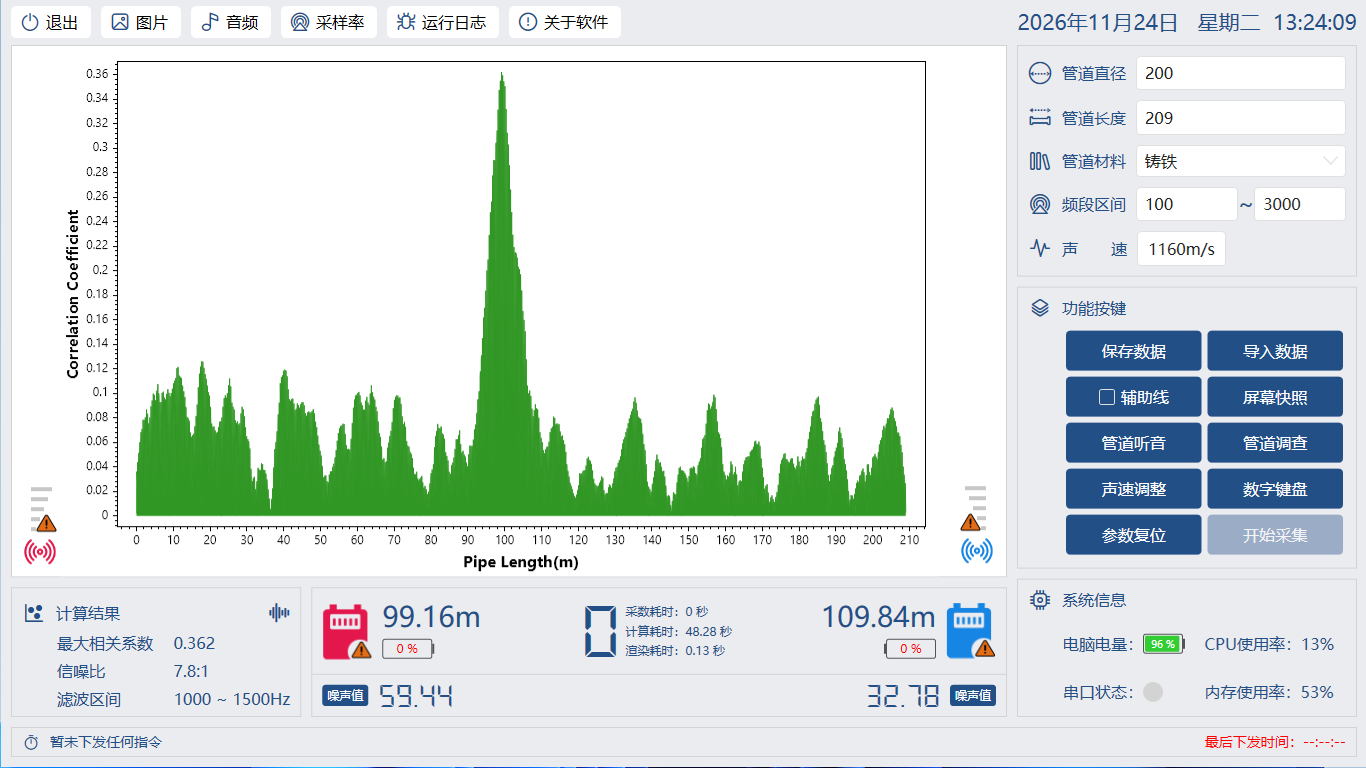 退出 图片 音频 采样率 运行日志 关于软件 2026年11月24日 星期二 13:24:09
0.36
0.34
0.32
0.3
0.28
0.26
0.24
0.22
0.2
0.18
0.16
0.14
0.12
0.1
0.08
0.06
0.04
0.02
0
Correlation Coefficient
0 10 20 30 40 50 60 70 80 90 100 110 120 130 140 150 160 170 180 190 200 210
Pipe Length(m)
管道直径 200
管道长度 209
管道材料 铸铁
频段区间 100 ~ 3000
声 速 1160m/s
功能按键
保存数据 导入数据
辅助线 屏幕快照
管道听音 管道调查
声速调整 数字键盘
参数复位 开始采集
计算结果
最大相关系数 0.362
信噪比 7.8:1
滤波区间 1000 ~ 1500Hz
99.16m
0 %
噪声值 59.44
0
采数耗时：0 秒
计算耗时：48.28 秒
渲染耗时：0.13 秒
109.84m
0 %
32.78 噪声值
系统信息
电脑电量： 96 % CPU使用率：13%
串口状态： 内存使用率：53%
暂未下发任何指令 最后下发时间：--:--:--